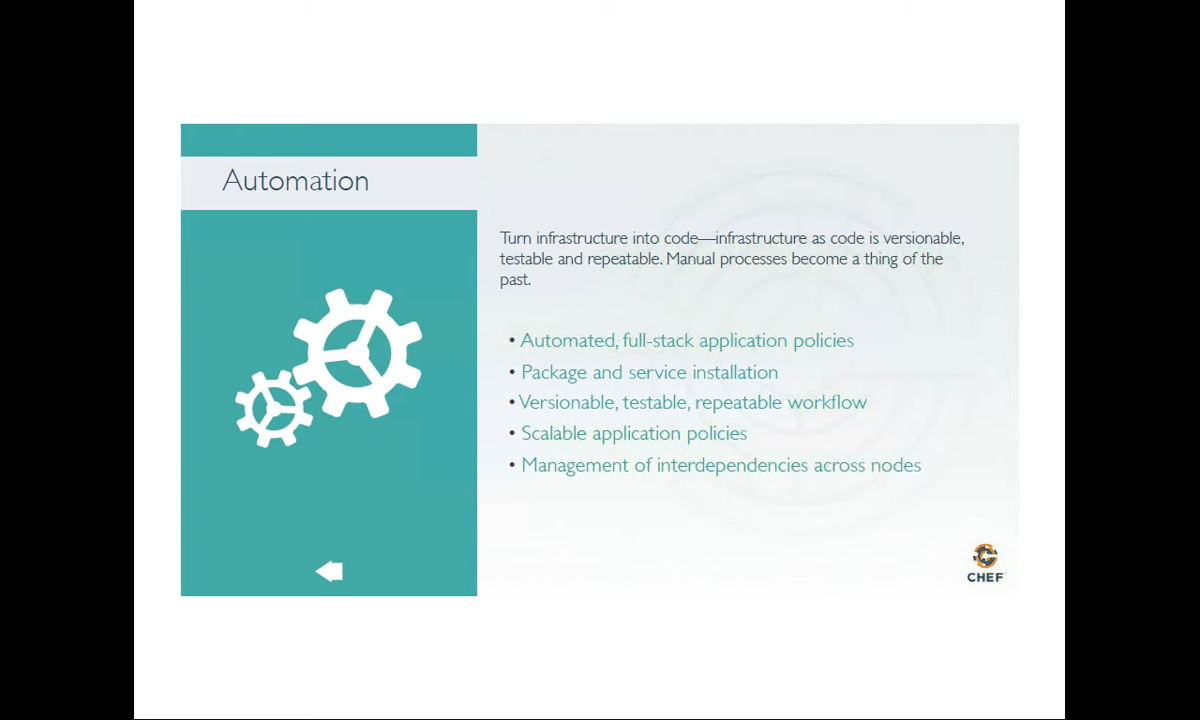 Automation
Turn infrastructure into code—infrastructure as code is versionable,
testable and repeatable. Manual processes become a thing of the
past.
• Automated, full-stack application policies
• Package and service installation
• Versionable, testable, repeatable workflow
• Scalable application policies
• Management of interdependencies across nodes
CHEF